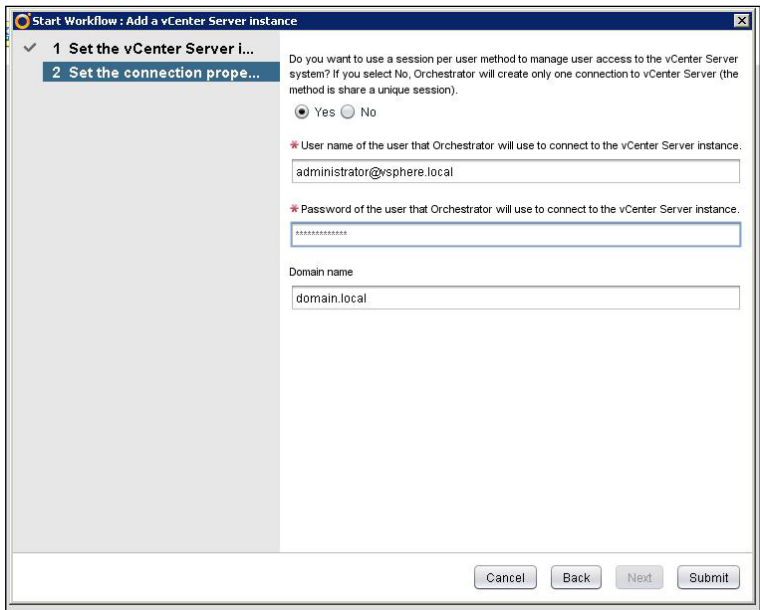 Start Workflow : Add a vCenter Server instance
1 Set the vCenter Server i...
2 Set the connection prope...
Do you want to use a session per user method to manage user access to the vCenter Server
system? If you select No, Orchestrator will create only one connection to vCenter Server (the
method is share a unique session).
Yes No
*User name of the user that Orchestrator will use to connect to the vCenter Server instance.
administrator@vsphere.local
*Password of the user that Orchestrator will use to connect to the vCenter Server instance.
*************
Domain name
domain.local
Cancel Back Next Submit